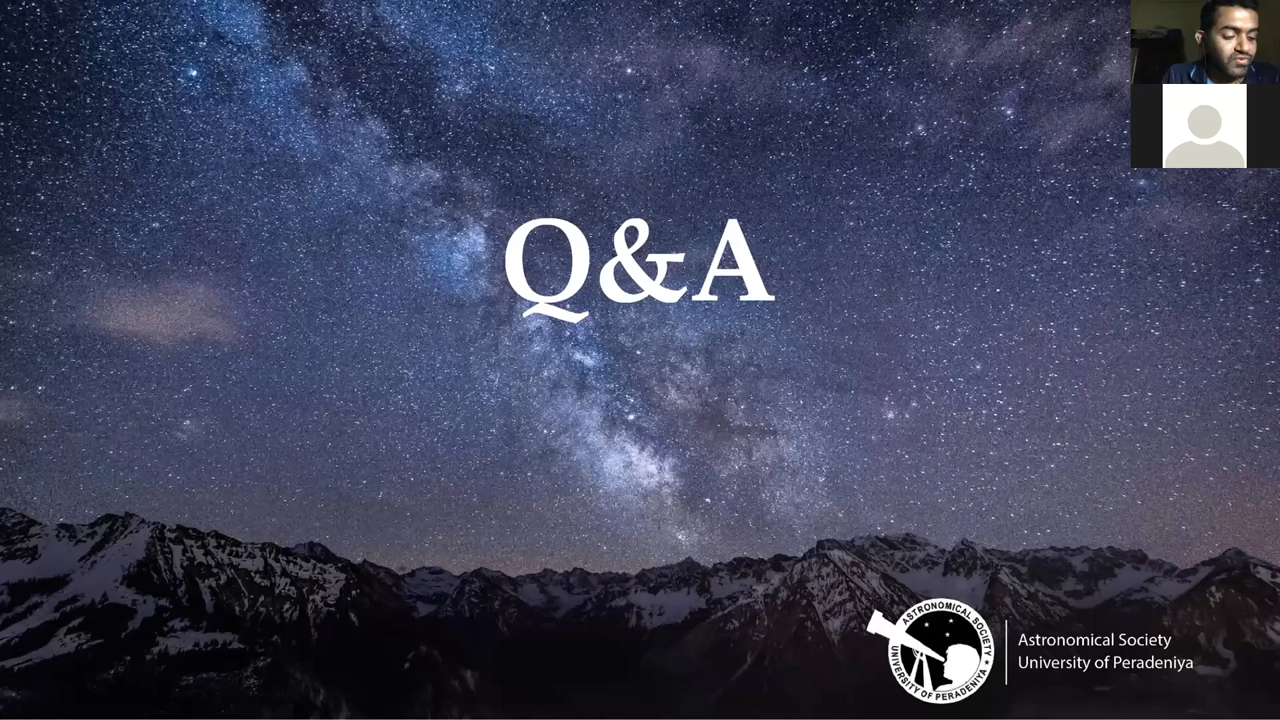 Q&A
ASTRONOMICAL SOCIETY
UNIVERSITY OF PERADENIYA
Astronomical Society
University of Peradeniya